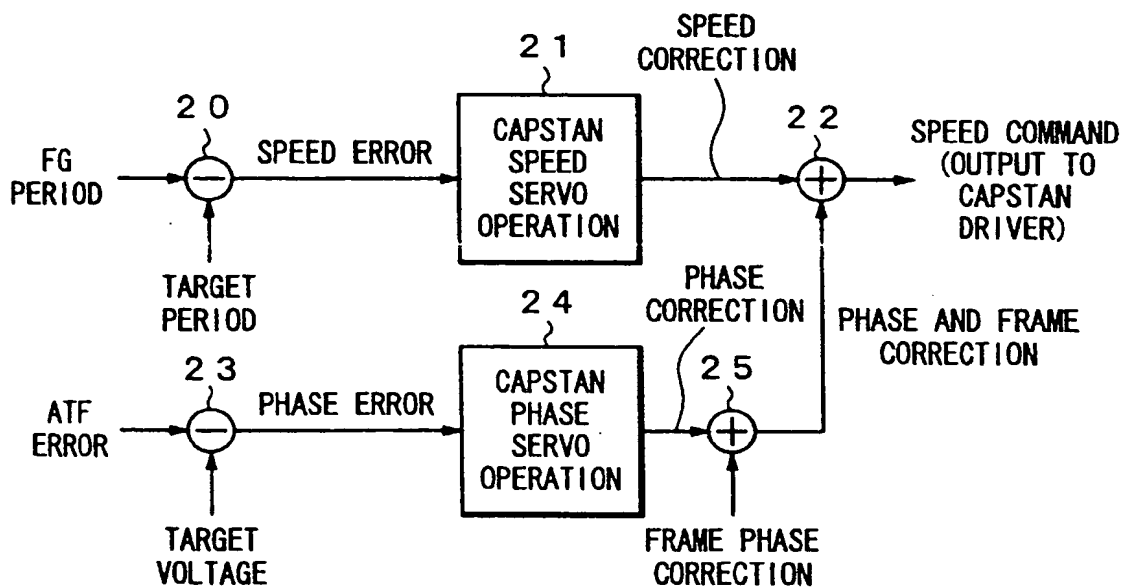 21
SPEED
CORRECTION
20
22
FG
PERIOD
−
SPEED ERROR
CAPSTAN
SPEED
SERVO
OPERATION
+
SPEED COMMAND
(OUTPUT TO
CAPSTAN
DRIVER)
TARGET
PERIOD
24
PHASE
CORRECTION
PHASE AND FRAME
CORRECTION
23
25
ATF
ERROR
−
PHASE ERROR
CAPSTAN
PHASE
SERVO
OPERATION
+
TARGET
VOLTAGE
FRAME PHASE
CORRECTION